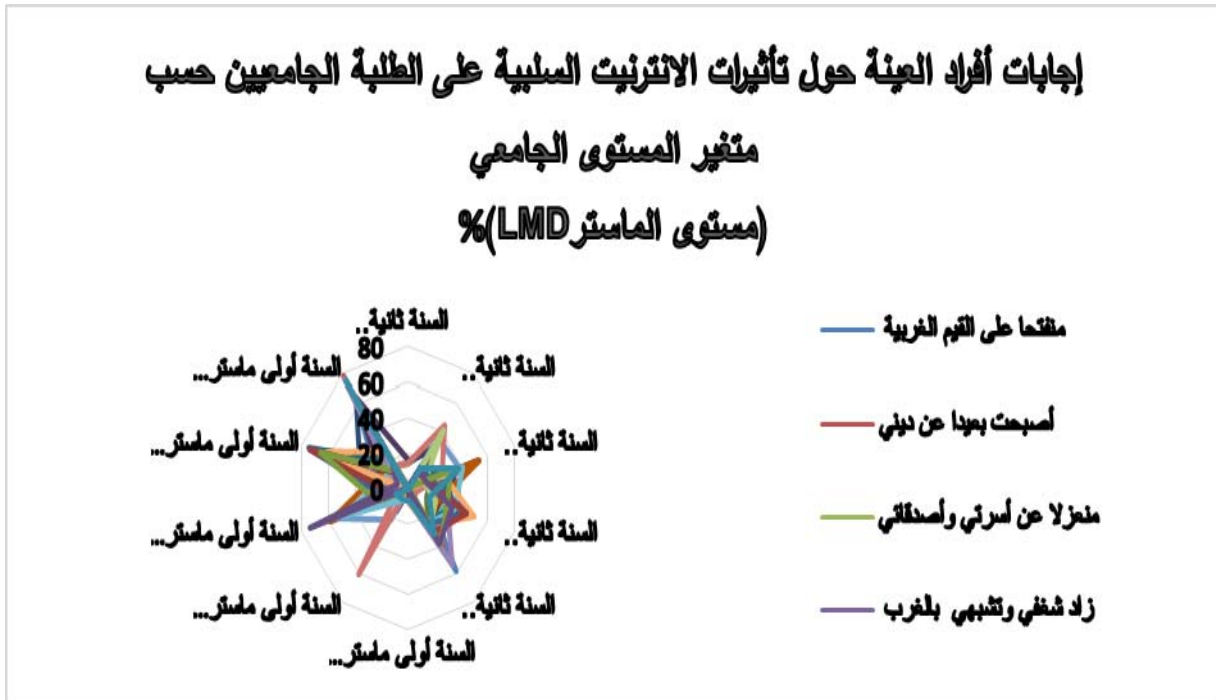 إجابات أفراد العينة حول تأثيرات الانترنيت السلبية على الطلبة الجامعيين حسب
متغير المستوى الجامعي
(مستوى الماسترLMD)%
السنة ثانية..
السنة ثانية..
السنة ثانية..
السنة ثانية..
السنة ثانية..
السنة أولى ماستر...
السنة أولى ماستر...
السنة أولى ماستر...
السنة أولى ماستر...
السنة أولى ماستر...
80
60
40
20
0
منفتحا على القيم الغربية
أصبحت بعيدا عن ديني
منعزلا عن أسرتي وأصدقائي
زاد شغفي وتشبهي بالغرب